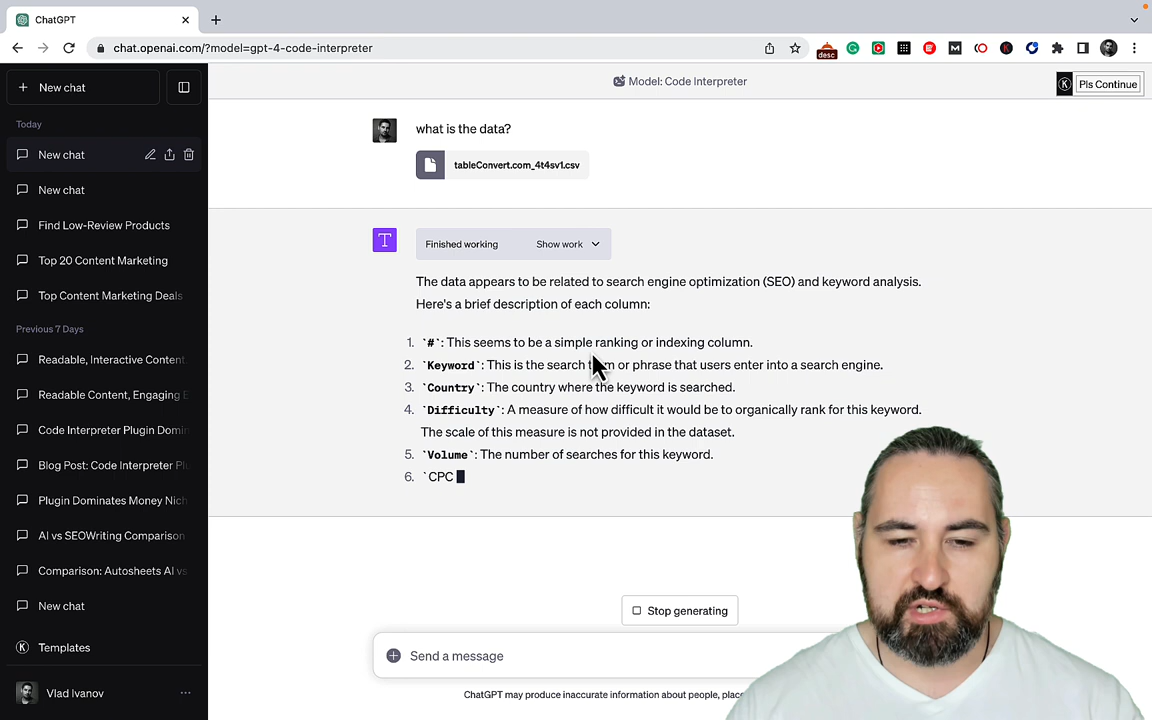 ChatGPT
chat.openai.com/?model=gpt-4-code-interpreter
desc
New chat
Today
New chat
New chat
Find Low-Review Products
Top 20 Content Marketing
Top Content Marketing Deals
Previous 7 Days
Readable, Interactive Content
Readable Content, Engaging
Code Interpreter Plugin Domi
Blog Post: Code Interpreter
Plugin Dominates Money Nich
AI vs SEOWriting Comparison
Comparison: Autosheets AI vs
New chat
K Templates
Vlad Ivanov
Model: Code Interpreter
K Pls Continue
what is the data?
tableConvert.com_4t4sv1.csv
T
Finished working Show work
The data appears to be related to search engine optimization (SEO) and keyword analysis.
Here's a brief description of each column:
1. `#`: This seems to be a simple ranking or indexing column.
2. `Keyword`: This is the search or phrase that users enter into a search engine.
3. `Country`: The country where the keyword is searched.
4. `Difficulty`: A measure of how difficult it would be to organically rank for this keyword.
The scale of this measure is not provided in the dataset.
5. `Volume`: The number of searches for this keyword.
6. `CPC
Stop generating
Send a message
ChatGPT may produce inaccurate information about people,